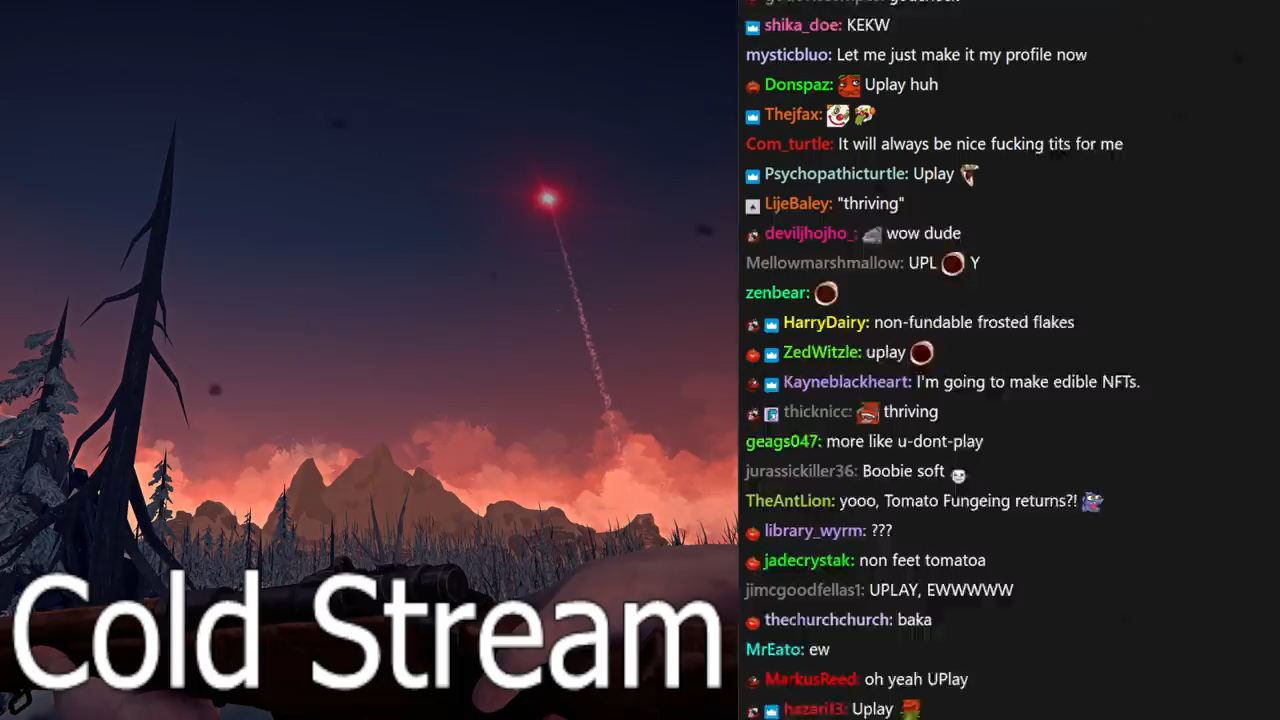 shika_doe: KEKW
mysticbluo: Let me just make it my profile now
Donspaz: Uplay huh
Thejfax:
Com_turtle: It will always be nice fucking tits for me
Psychopathicturtle: Uplay
LijeBaley: "thriving"
deviljhojho_: wow dude
Mellowmarshmallow: UPL Y
zenbear:
HarryDairy: non-fundable frosted flakes
ZedWitzle: uplay
Kayneblackheart: I'm going to make edible NFTs.
thicknicc: thriving
geags047: more like u-dont-play
jurassickiller36: Boobie soft
TheAntLion: yooo, Tomato Fungeing returns?!
library_wyrm: ???
jadecrystak: non feet tomatoa
jimcgoodfellas1: UPLAY, EWWWWW
thechurchchurch: baka
MrEato: ew
MarkusReed: oh yeah UPlay
hazari13: Uplay
Cold Stream